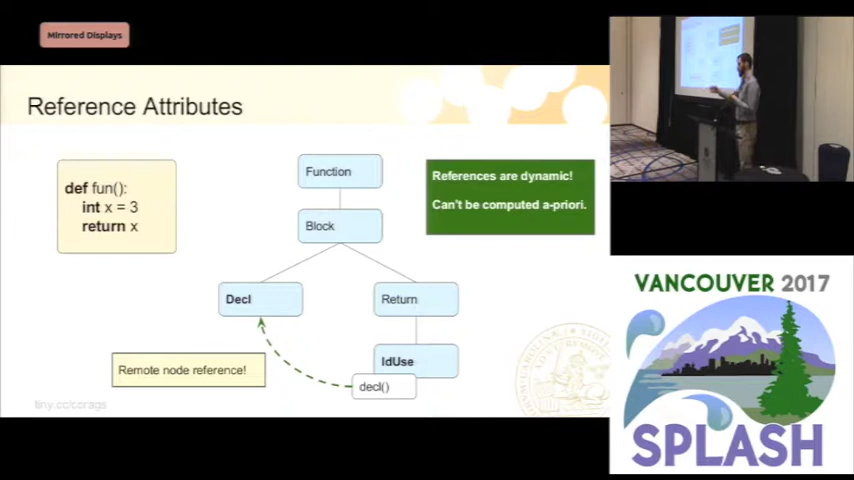 Mirrored Displays
Reference Attributes
def fun():
int x = 3
return x
Function
Block
Decl
Return
IdUse
decl()
References are dynamic!
Can't be computed a-priori.
Remote node reference!
tiny.cc/corags
VANCOUVER 2017
SPLASH